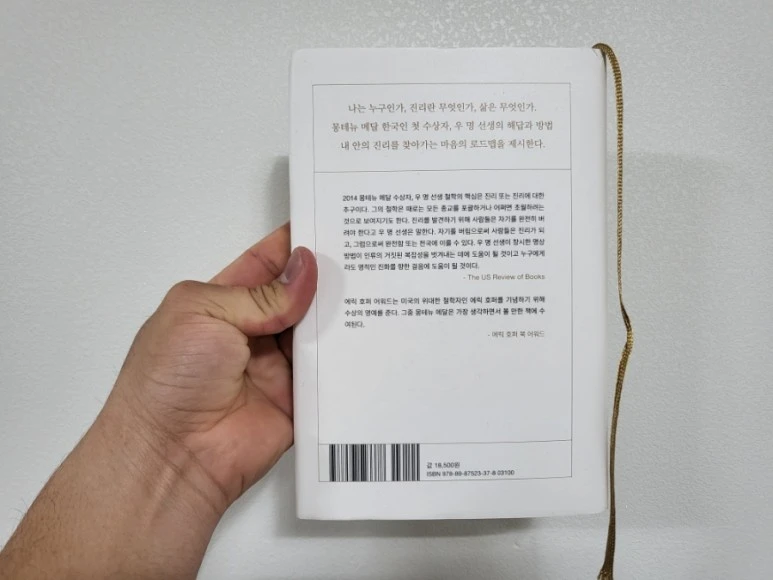 나는 누구인가, 진리란 무엇인가, 삶은 무엇인가.
몽테뉴 메달 한국인 첫 수상자, 우 명 선생의 해답과 방법
내 안의 진리를 찾아가는 마음의 로드맵을 제시한다.
2014 몽테뉴 메달 수상자, 우 명 선생 철학의 핵심은 진리 또는 진리에 대한
추구이다. 그의 철학은 때로는 모든 종교를 포괄하거나 어쩌면 초월하려는
것으로 보여지기도 한다. 진리를 발견하기 위해 사람들은 자기를 완전히 버
려야 한다고 우 명 선생은 말한다. 자기를 버림으로써 사람들은 진리가 되
고, 그럼으로써 완전함 또는 천국에 이를 수 있다. 우 명 선생이 창시한 명상
방법이 인류의 거짓된 복잡성을 벗겨내는 데에 도움이 될 것이고 누구에게
라도 영적인 진화를 향한 걸음에 도움이 될 것이다.
- The US Review of Books
에릭 호퍼 어워드는 미국의 위대한 철학자인 에릭 호퍼를 기념하기 위해
수상의 명예를 준다. 그중 몽테뉴 메달은 가장 생각하면서 볼 만한 책에 수
여된다.
- 에릭 호퍼 북 어워드
값 18,500원
ISBN 979-89-87523-37-8 03100